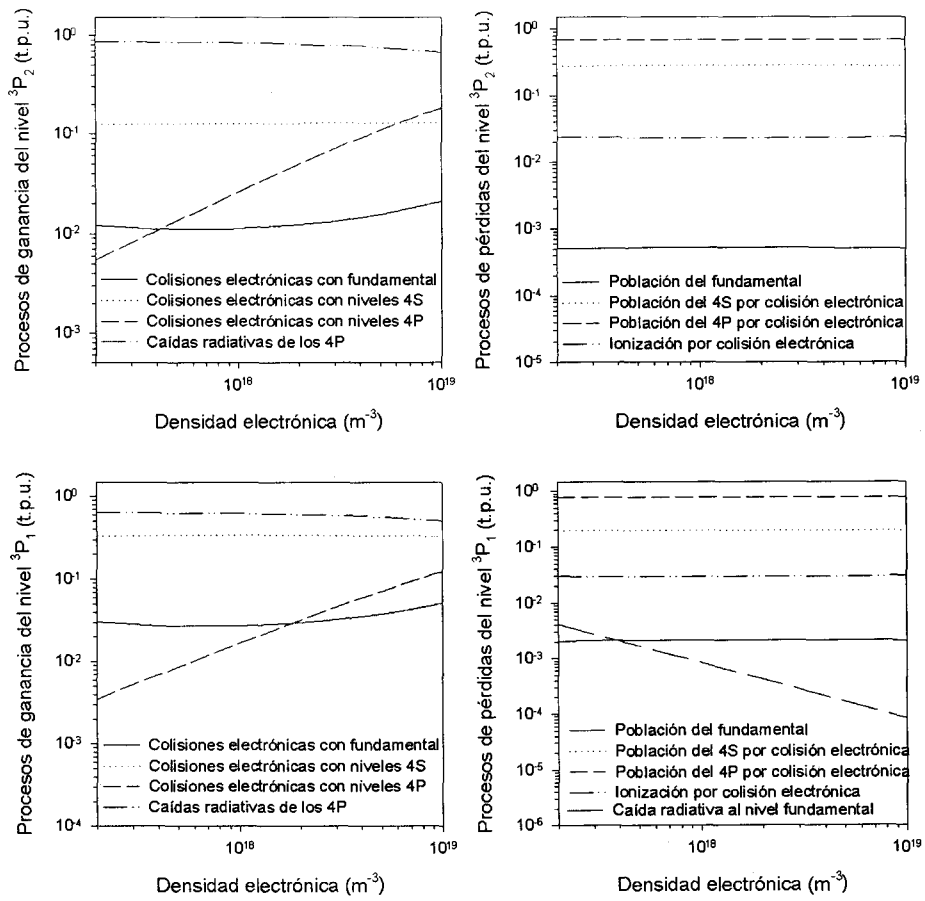 Procesos de ganancia del nivel ³P₂ (t.p.u.)
10⁰
10⁻¹
10⁻²
10⁻³
Colisiones electrónicas con fundamental
Colisiones electrónicas con niveles 4S
Colisiones electrónicas con niveles 4P
Caídas radiativas de los 4P
10¹⁸
10¹⁹
Densidad electrónica (m⁻³)
Procesos de pérdidas del nivel ³P₂ (t.p.u.)
10⁰
10⁻¹
10⁻²
10⁻³
10⁻⁴
10⁻⁵
Población del fundamental
Población del 4S por colisión electrónica
Población del 4P por colisión electrónica
Ionización por colisión electrónica
10¹⁸
10¹⁹
Densidad electrónica (m⁻³)
Procesos de ganancia del nivel ³P₁ (t.p.u.)
10⁰
10⁻¹
10⁻²
10⁻³
10⁻⁴
Colisiones electrónicas con fundamental
Colisiones electrónicas con niveles 4S
Colisiones electrónicas con niveles 4P
Caídas radiativas de los 4P
10¹⁸
10¹⁹
Densidad electrónica (m⁻³)
Procesos de pérdidas del nivel ³P₁ (t.p.u.)
10⁰
10⁻¹
10⁻²
10⁻³
10⁻⁴
10⁻⁵
10⁻⁶
Población del fundamental
Población del 4S por colisión electrónica
Población del 4P por colisión electrónica
Ionización por colisión electrónica
Caída radiativa al nivel fundamental
10¹⁸
10¹⁹
Densidad electrónica (m⁻³)